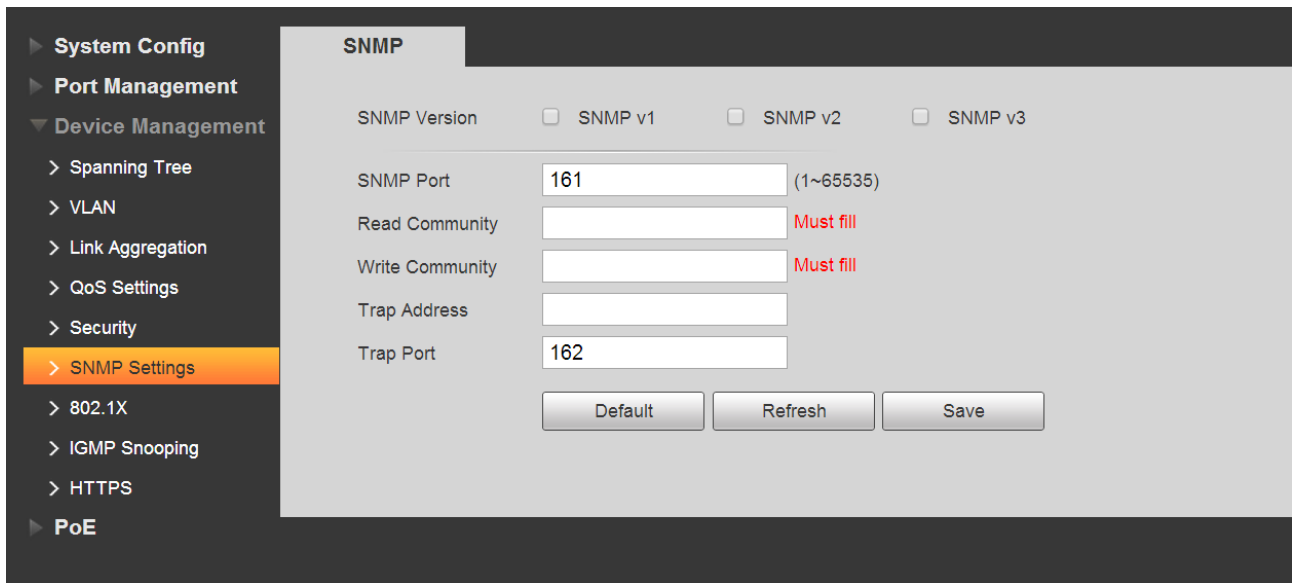 System Config
Port Management
Device Management
Spanning Tree
VLAN
Link Aggregation
QoS Settings
Security
SNMP Settings
802.1X
IGMP Snooping
HTTPS
PoE
SNMP
SNMP Version SNMP v1 SNMP v2 SNMP v3
SNMP Port 161 (1~65535)
Read Community Must fill
Write Community Must fill
Trap Address
Trap Port 162
Default Refresh Save